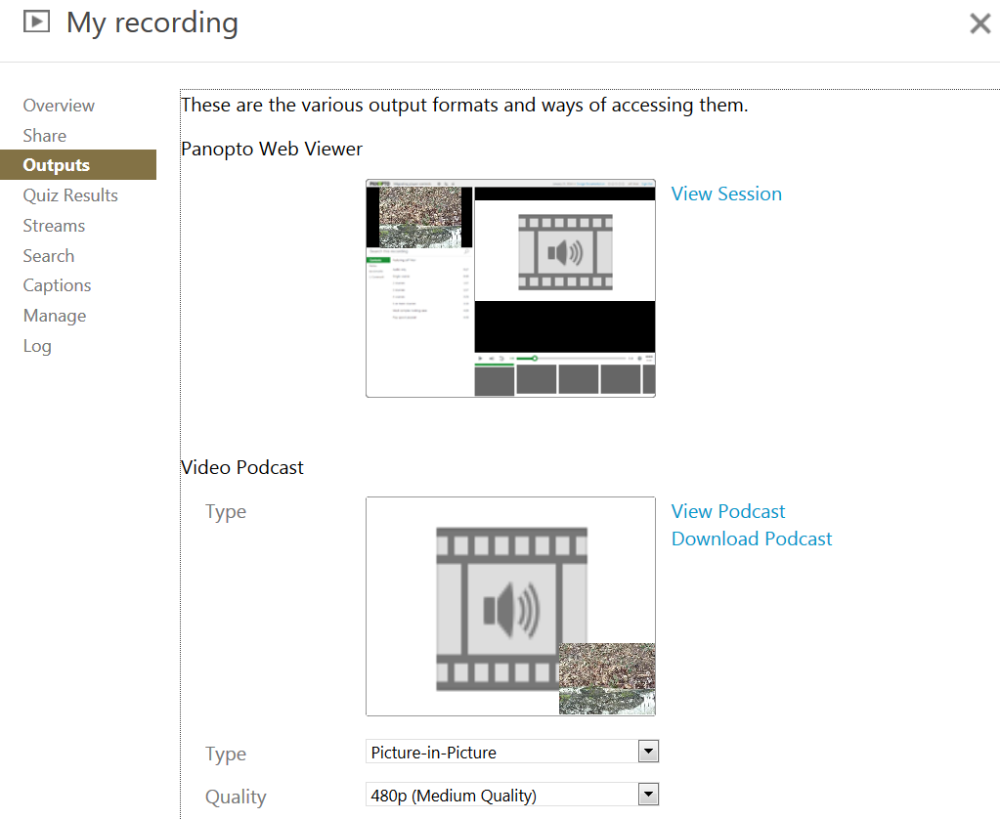 My recording
Overview
Share
Outputs
Quiz Results
Streams
Search
Captions
Manage
Log
These are the various output formats and ways of accessing them.
Panopto Web Viewer
View Session
Video Podcast
Type
View Podcast
Download Podcast
Type
Picture-in-Picture
Quality
480p (Medium Quality)